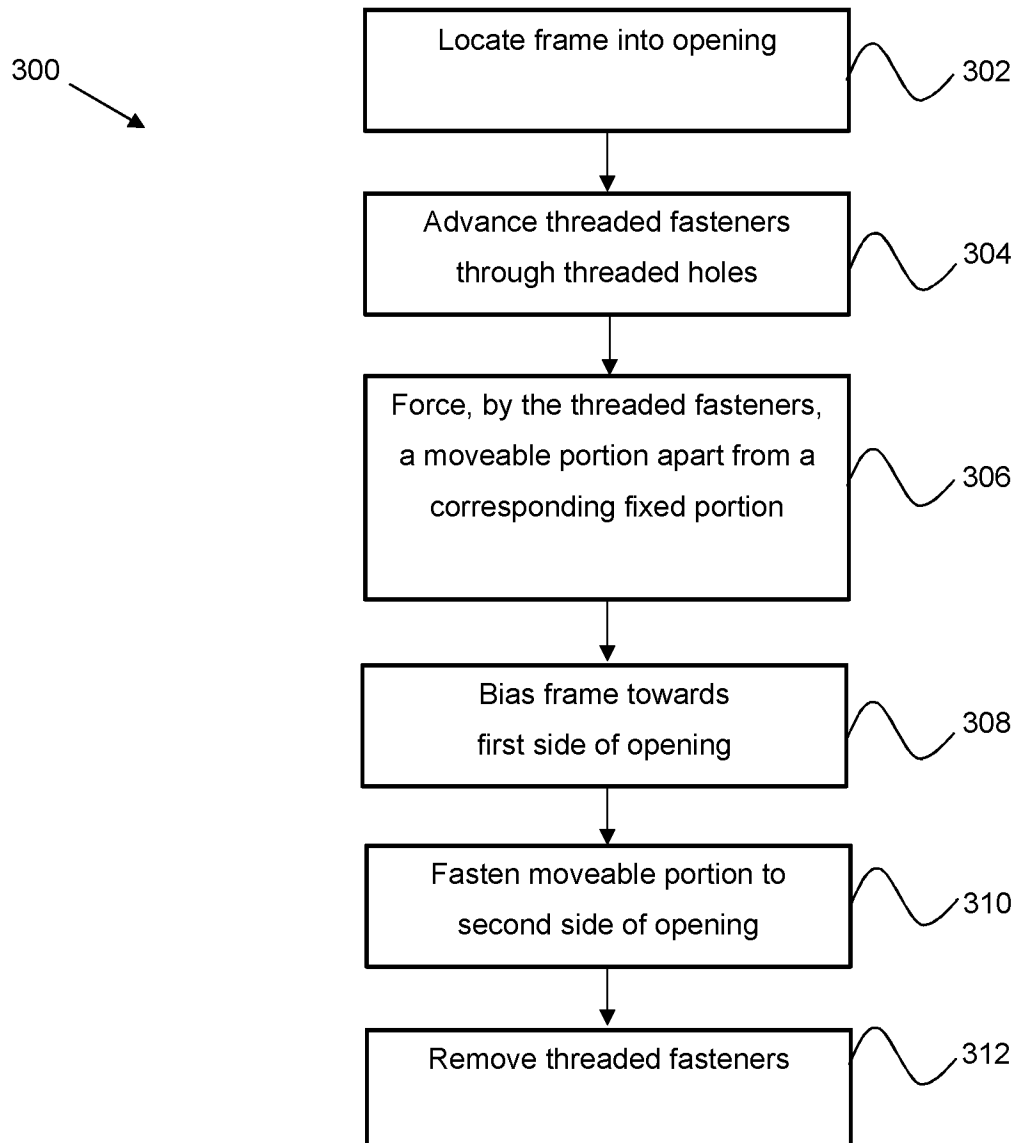 Locate frame into opening
300
302
Advance threaded fasteners
through threaded holes
304
Force, by the threaded fasteners,
a moveable portion apart from a
corresponding fixed portion
306
Bias frame towards
first side of opening
308
Fasten moveable portion to
second side of opening
310
Remove threaded fasteners
312